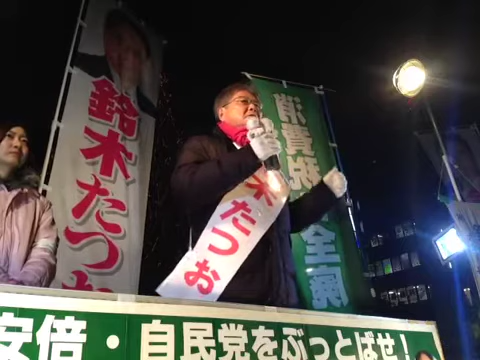 鈴木たつお
消費税
全廃
木たつお
安倍・自民党をぶっとばせ!